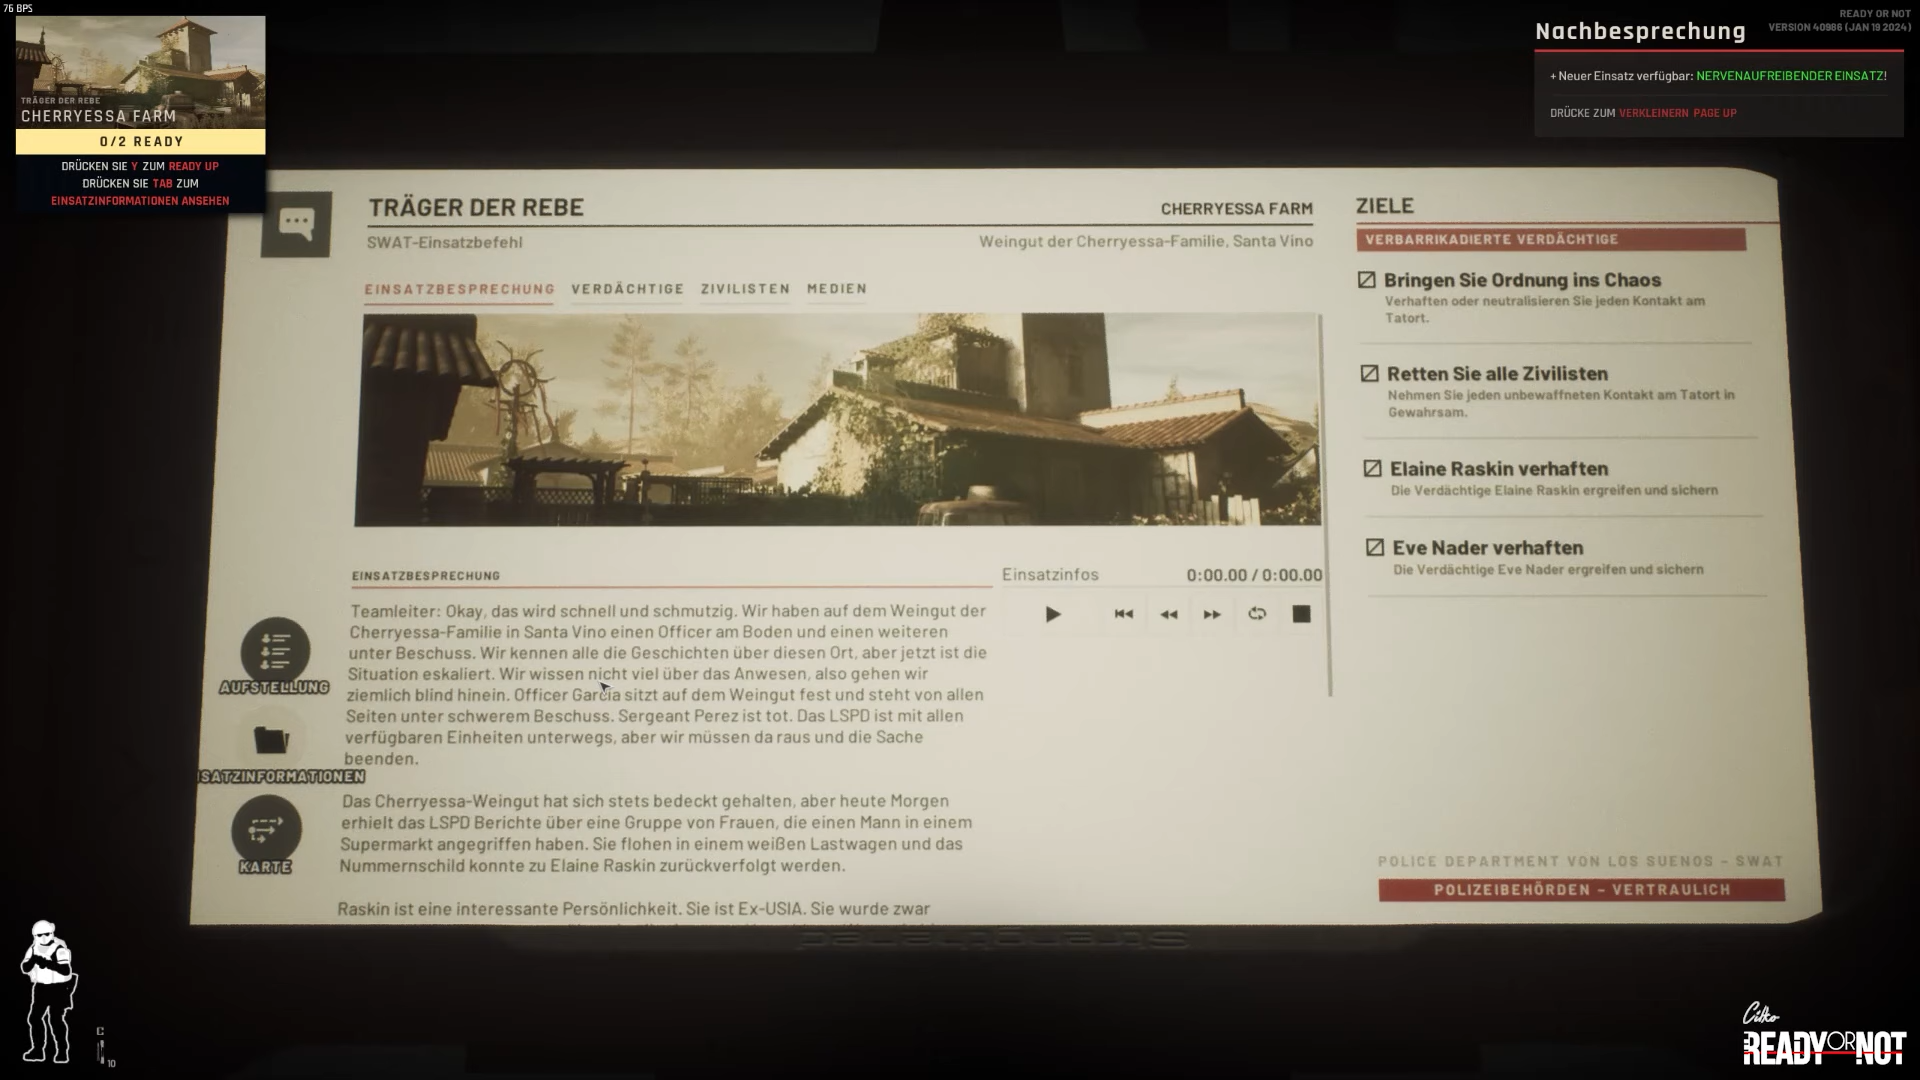 76 BPS
TRÄGER DER REBE
CHERRYESSA FARM
0/2 READY
DRÜCKEN SIE Y ZUM READY UP
DRÜCKEN SIE TAB ZUM
EINSATZINFORMATIONEN ANSEHEN
Nachbesprechung
READY OR NOT
VERSION 40986 (JAN 19 2024)
+ Neuer Einsatz verfügbar: NERVENAUFREIBENDER EINSATZ!
DRÜCKE ZUM VERKLEINERN PAGE UP
TRÄGER DER REBE
CHERRYESSA FARM
SWAT-Einsatzbefehl
Weingut der Cherryessa-Familie, Santa Vino
EINSATZBESPRECHUNG VERDÄCHTIGE ZIVILISTEN MEDIEN
EINSATZBESPRECHUNG
Teamleiter: Okay, das wird schnell und schmutzig. Wir haben auf dem Weingut der
Cherryessa-Familie in Santa Vino einen Officer am Boden und einen weiteren
unter Beschuss. Wir kennen alle die Geschichten über diesen Ort, aber jetzt ist die
Situation eskaliert. Wir wissen nicht viel über das Anwesen, also gehen wir
ziemlich blind hinein. Officer Garcia sitzt auf dem Weingut fest und steht von allen
Seiten unter schwerem Beschuss. Sergeant Perez ist tot. Das LSPD ist mit allen
verfügbaren Einheiten unterwegs, aber wir müssen da raus und die Sache
beenden.
Das Cherryessa-Weingut hat sich stets bedeckt gehalten, aber heute Morgen
erhielt das LSPD Berichte über eine Gruppe von Frauen, die einen Mann in einem
Supermarkt angegriffen haben. Sie flohen in einem weißen Lastwagen und das
Nummernschild konnte zu Elaine Raskin zurückverfolgt werden.
Raskin ist eine interessante Persönlichkeit. Sie ist Ex-USIA. Sie wurde zwar
Einsatzinfos
0:00.00 / 0:00.00
AUFSTELLUNG
SATZINFORMATIONEN
KARTE
ZIELE
VERBARRIKADIERTE VERDÄCHTIGE
Bringen Sie Ordnung ins Chaos
Verhaften oder neutralisieren Sie jeden Kontakt am
Tatort.
Retten Sie alle Zivilisten
Nehmen Sie jeden unbewaffneten Kontakt am Tatort in
Gewahrsam.
Elaine Raskin verhaften
Die Verdächtige Elaine Raskin ergreifen und sichern
Eve Nader verhaften
Die Verdächtige Eve Nader ergreifen und sichern
POLICE DEPARTMENT VON LOS SUENOS - SWAT
POLIZEIBEHÖRDEN - VERTRAULICH
10
READY OR NOT